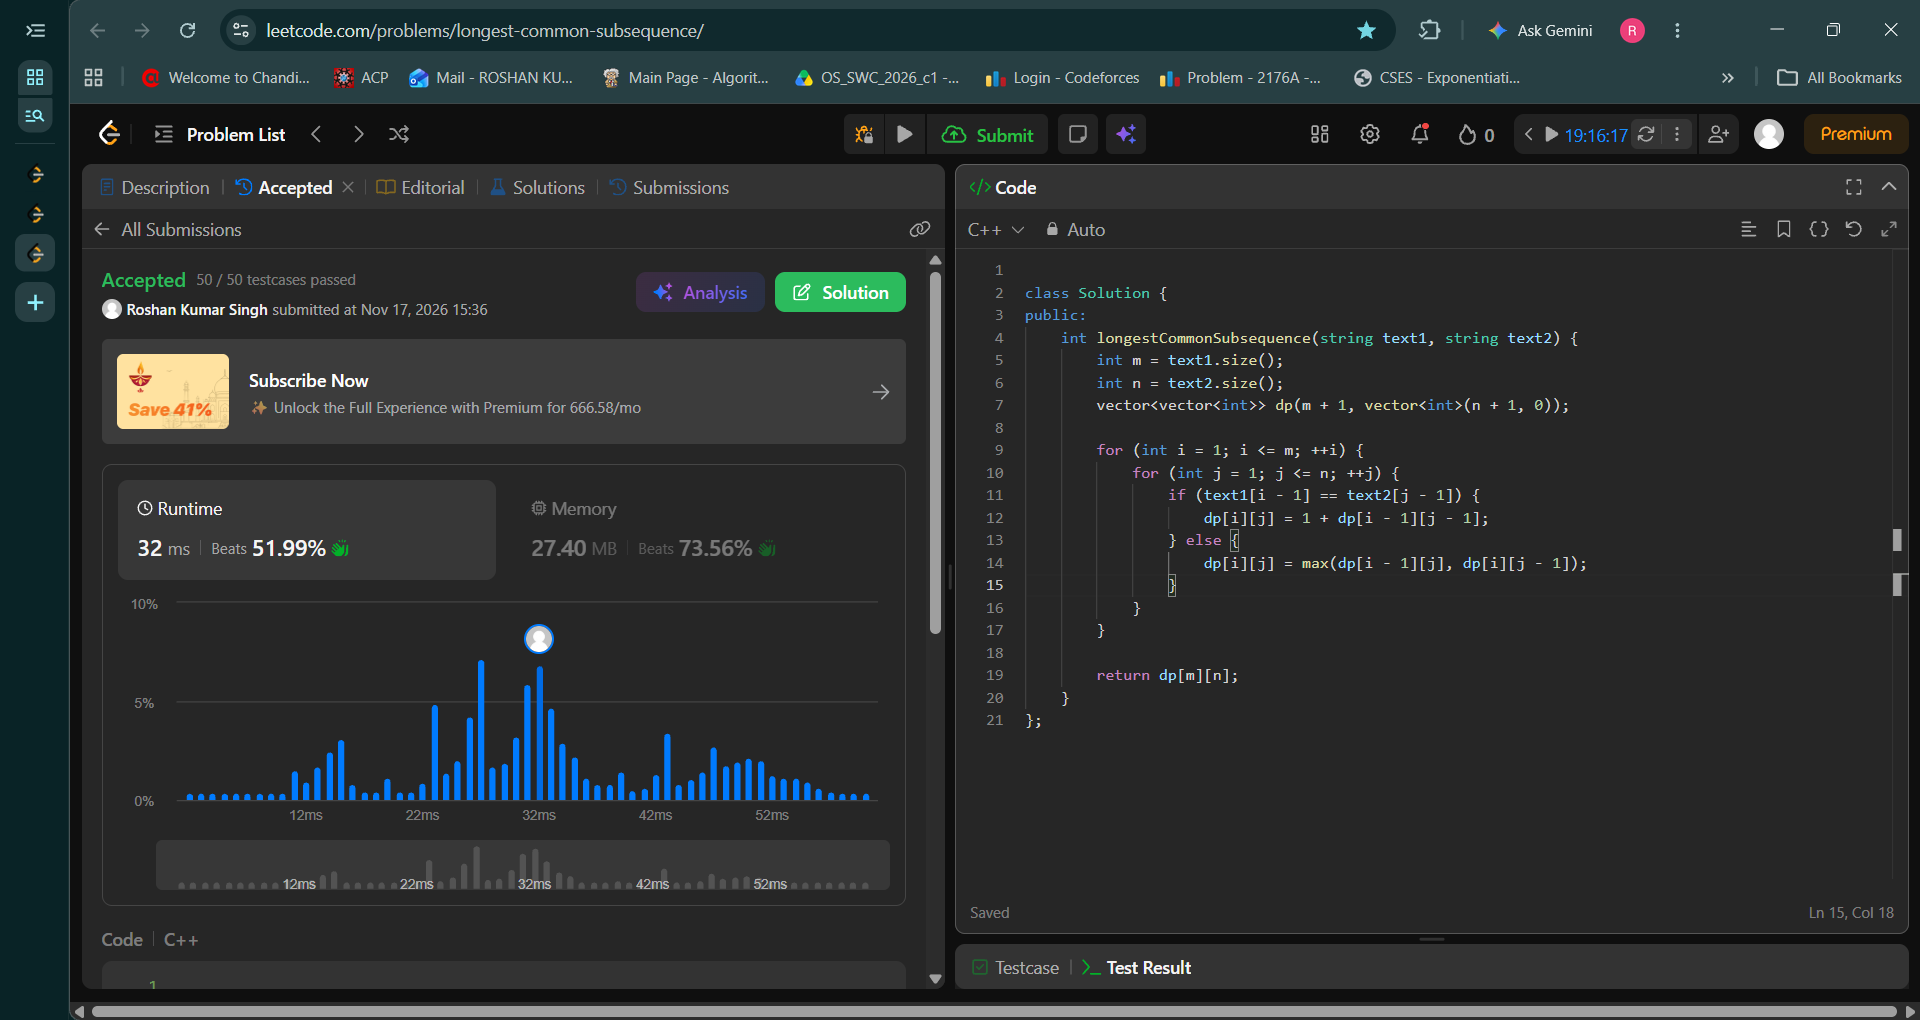 leetcode.com/problems/longest-common-subsequence/
Ask Gemini
R
Welcome to Chandi...
ACP
Mail - ROSHAN KU...
Main Page - Algorit...
OS_SWC_2026_c1 -...
Login - Codeforces
Problem - 2176A -...
CSES - Exponentiati...
All Bookmarks
Problem List
Submit
0
19:16:17
Premium
Description
Accepted
Editorial
Solutions
Submissions
All Submissions
Accepted 50 / 50 testcases passed
Roshan Kumar Singh submitted at Nov 17, 2026 15:36
Analysis
Solution
Save 41%
Subscribe Now
Unlock the Full Experience with Premium for 666.58/mo
Runtime
32 ms Beats 51.99%
Memory
27.40 MB Beats 73.56%
10%
5%
0%
12ms 22ms 32ms 42ms 52ms
12ms 22ms 32ms 42ms 52ms
Code C++
1
</> Code
C++ Auto
1
2 class Solution {
3 public:
4 int longestCommonSubsequence(string text1, string text2) {
5 int m = text1.size();
6 int n = text2.size();
7 vector<vector<int>> dp(m + 1, vector<int>(n + 1, 0));
8
9 for (int i = 1; i <= m; ++i) {
10 for (int j = 1; j <= n; ++j) {
11 if (text1[i - 1] == text2[j - 1]) {
12 dp[i][j] = 1 + dp[i - 1][j - 1];
13 } else {
14 dp[i][j] = max(dp[i - 1][j], dp[i][j - 1]);
15 }
16 }
17 }
18
19 return dp[m][n];
20 }
21 };
Saved
Ln 15, Col 18
Testcase
Test Result